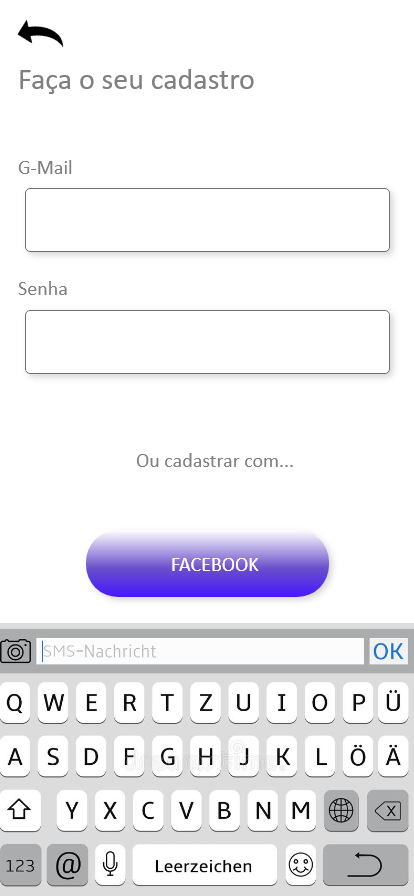 Faça o seu cadastro
G-Mail
Senha
Ou cadastrar com...
FACEBOOK
SMS-Nachricht OK
Q W E R T Z U I O P Ü
A S D F G H J K L Ö Ä
Y X C V B N M
123 @ Leerzeichen